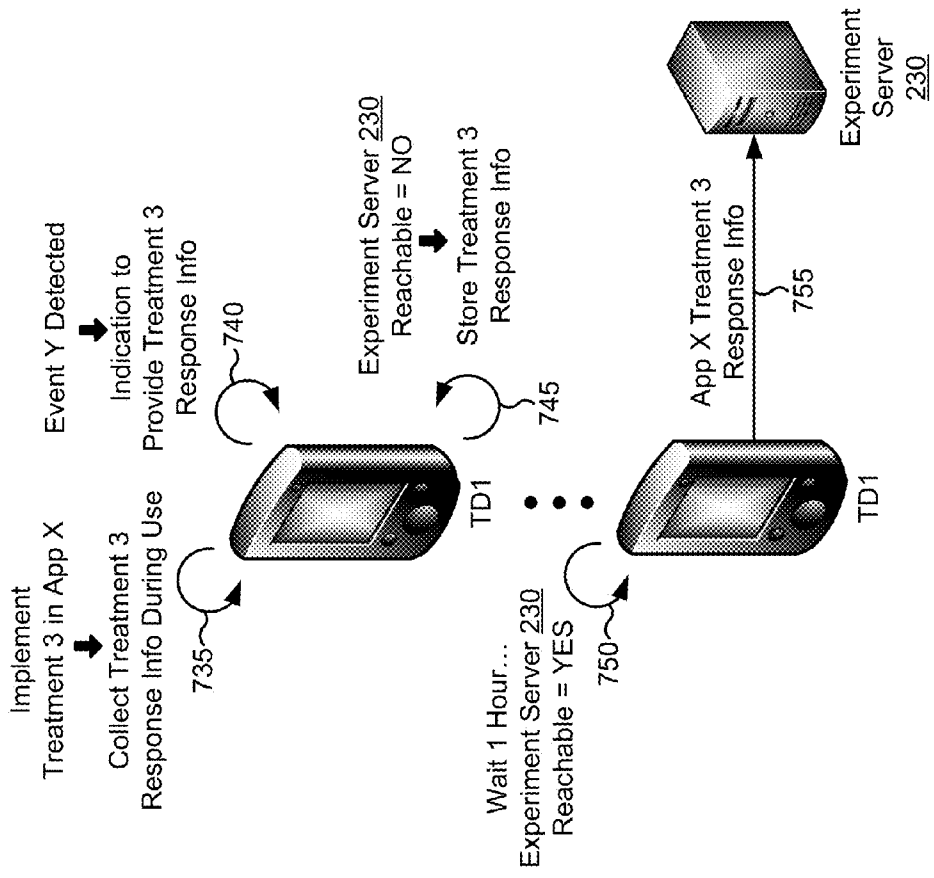 Implement
Treatment 3 in App X
Collect Treatment 3
Response Info During Use
735
Event Y Detected
Indication to
Provide Treatment 3
Response Info
740
TD1
Experiment Server 230
Reachable = NO
Store Treatment 3
Response Info
745
Wait 1 Hour...
Experiment Server 230
Reachable = YES
750
TD1
App X Treatment 3
Response Info
755
Experiment
Server
230